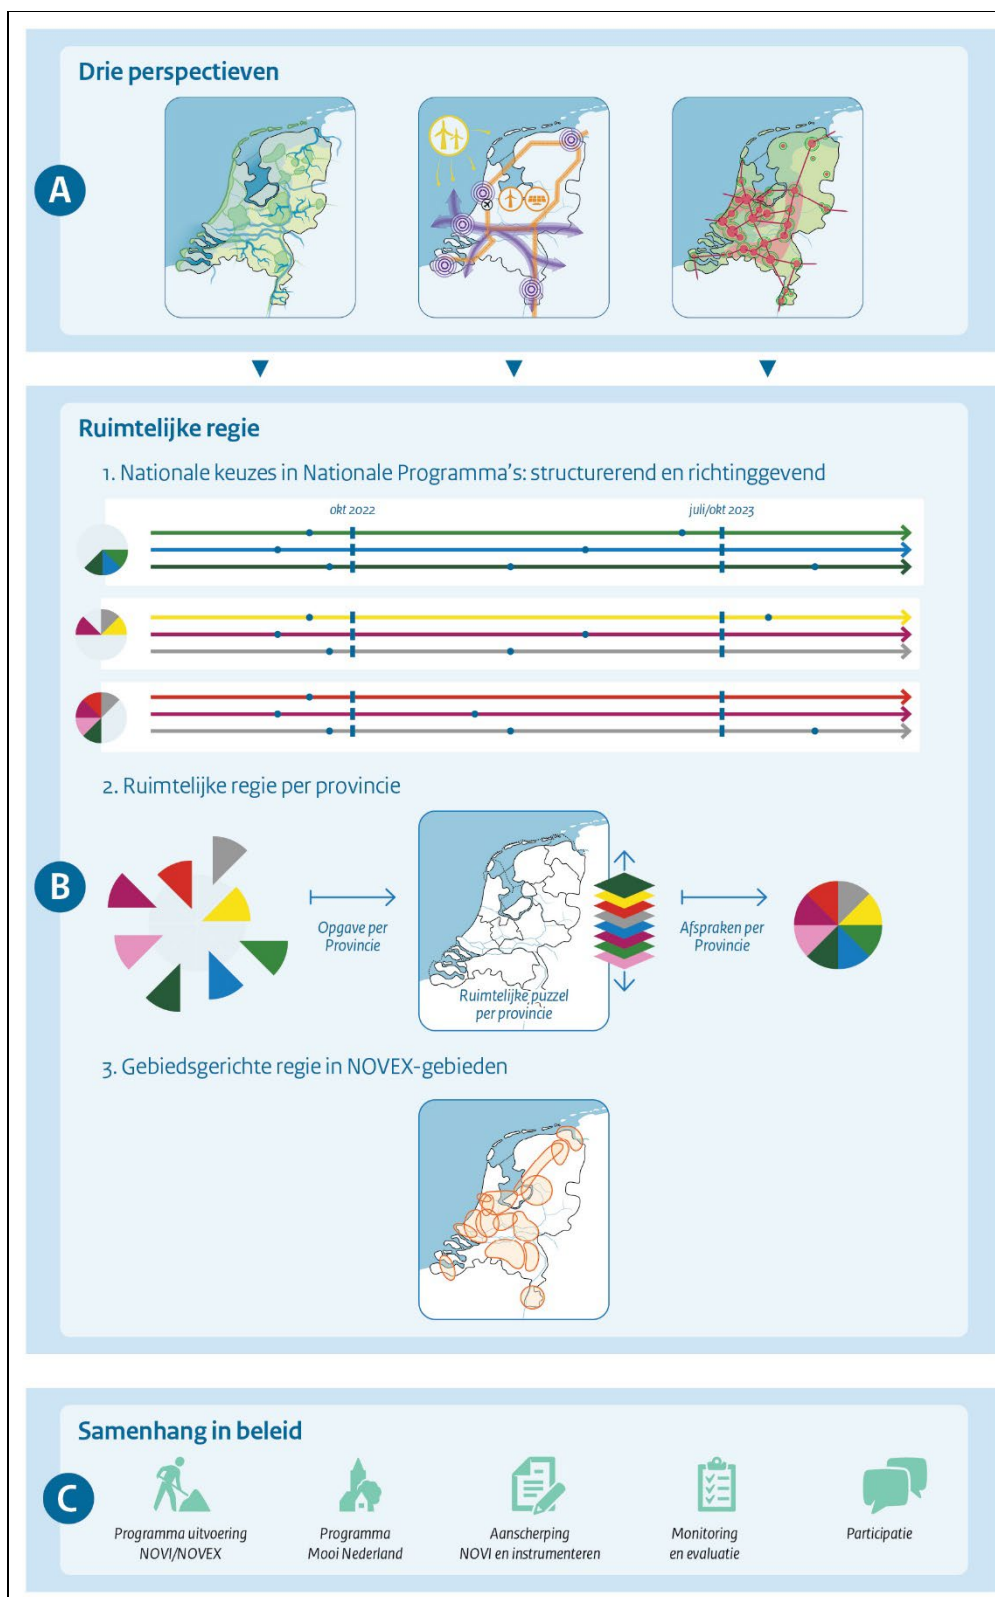 Drie perspectieven
A
Ruimtelijke regie
1. Nationale keuzes in Nationale Programma's: structurerend en richtinggevend
okt 2022
juli/okt 2023
2. Ruimtelijke regie per provincie
B
Opgave per
Provincie
Ruimtelijke puzzel
per provincie
Afspraken per
Provincie
3. Gebiedsgerichte regie in NOVEX-gebieden
Samenhang in beleid
C
Programma uitvoering
NOVI/NOVEX
Programma
Mooi Nederland
Aanscherping
NOVI en instrumenteren
Monitoring
en evaluatie
Participatie